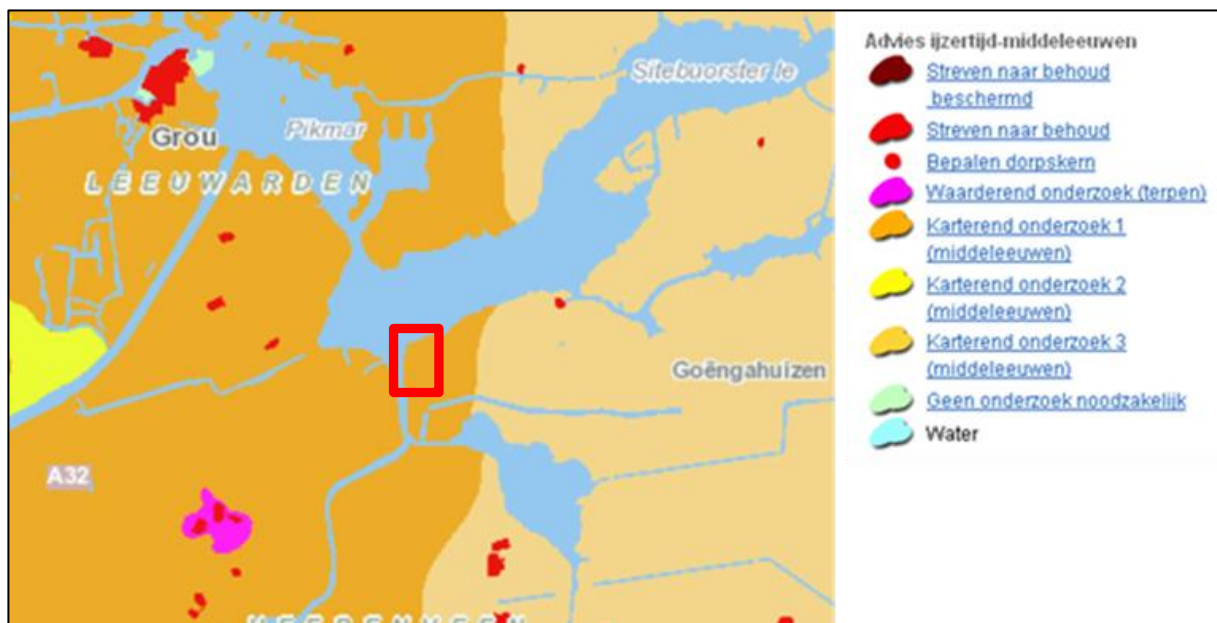 Sitebuorster Ie
Pikmar
Grou
LEEUWARDEN
Goëngahuizen
A32
HEERENVEEN
Advies ijzertijd-middeleeuwen
Streven naar behoud
beschermd
Streven naar behoud
Bepalen dorpskern
Waarderend onderzoek (terpen)
Karterend onderzoek 1
(middeleeuwen)
Karterend onderzoek 2
(middeleeuwen)
Karterend onderzoek 3
(middeleeuwen)
Geen onderzoek noodzakelijk
Water